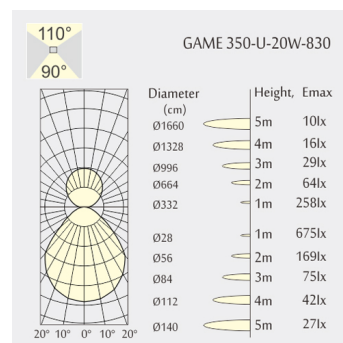 110°
90°
GAME 350-U-20W-830
Diameter
(cm)
Height, Emax
Ø1660 5m 10lx
Ø1328 4m 16lx
Ø996 3m 29lx
Ø664 2m 64lx
Ø332 1m 258lx
Ø28 1m 675lx
Ø56 2m 169lx
Ø84 3m 75lx
Ø112 4m 42lx
Ø140 5m 27lx
20° 10° 0° 10° 20°